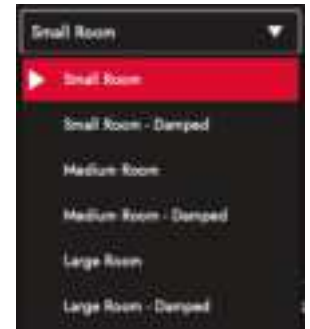 Small Room
Small Room
Small Room - Damped
Medium Room
Medium Room - Damped
Large Room
Large Room - Damped